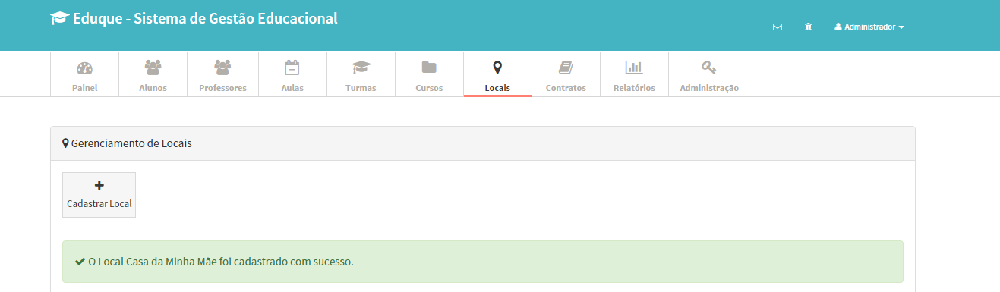 Eduque - Sistema de Gestão Educacional
Administrador
Painel
Alunos
Professores
Aulas
Turmas
Cursos
Locais
Contratos
Relatórios
Administração
Gerenciamento de Locais
Cadastrar Local
O Local Casa da Minha Mãe foi cadastrado com sucesso.